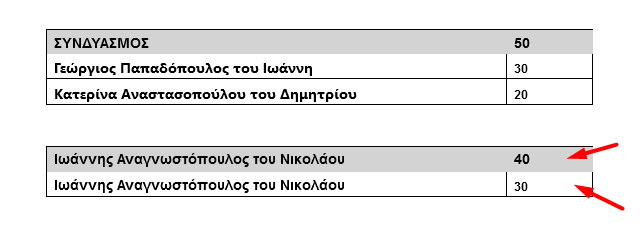 ΣΥΝΔΥΑΣΜΟΣ 50
Γεώργιος Παπαδόπουλος του Ιωάννη 30
Κατερίνα Αναστασοπούλου του Δημητρίου 20
Ιωάννης Αναγνωστόπουλος του Νικολάου 40
Ιωάννης Αναγνωστόπουλος του Νικολάου 30